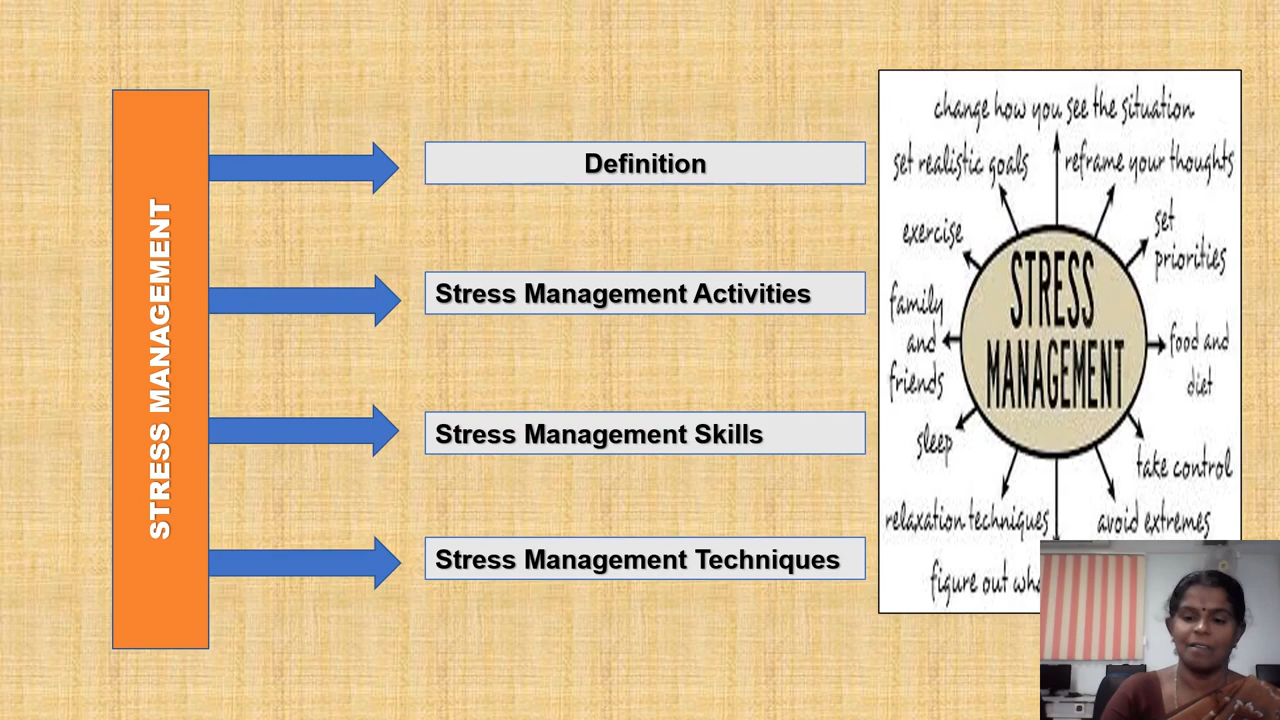 STRESS MANAGEMENT
Definition
Stress Management Activities
Stress Management Skills
Stress Management Techniques
change how you see the situation
set realistic goals
reframe your thoughts
exercise
set
priorities
family
and
friends
STRESS
MANAGEMENT
food and
diet
sleep
take control
relaxation techniques
avoid extremes
figure out